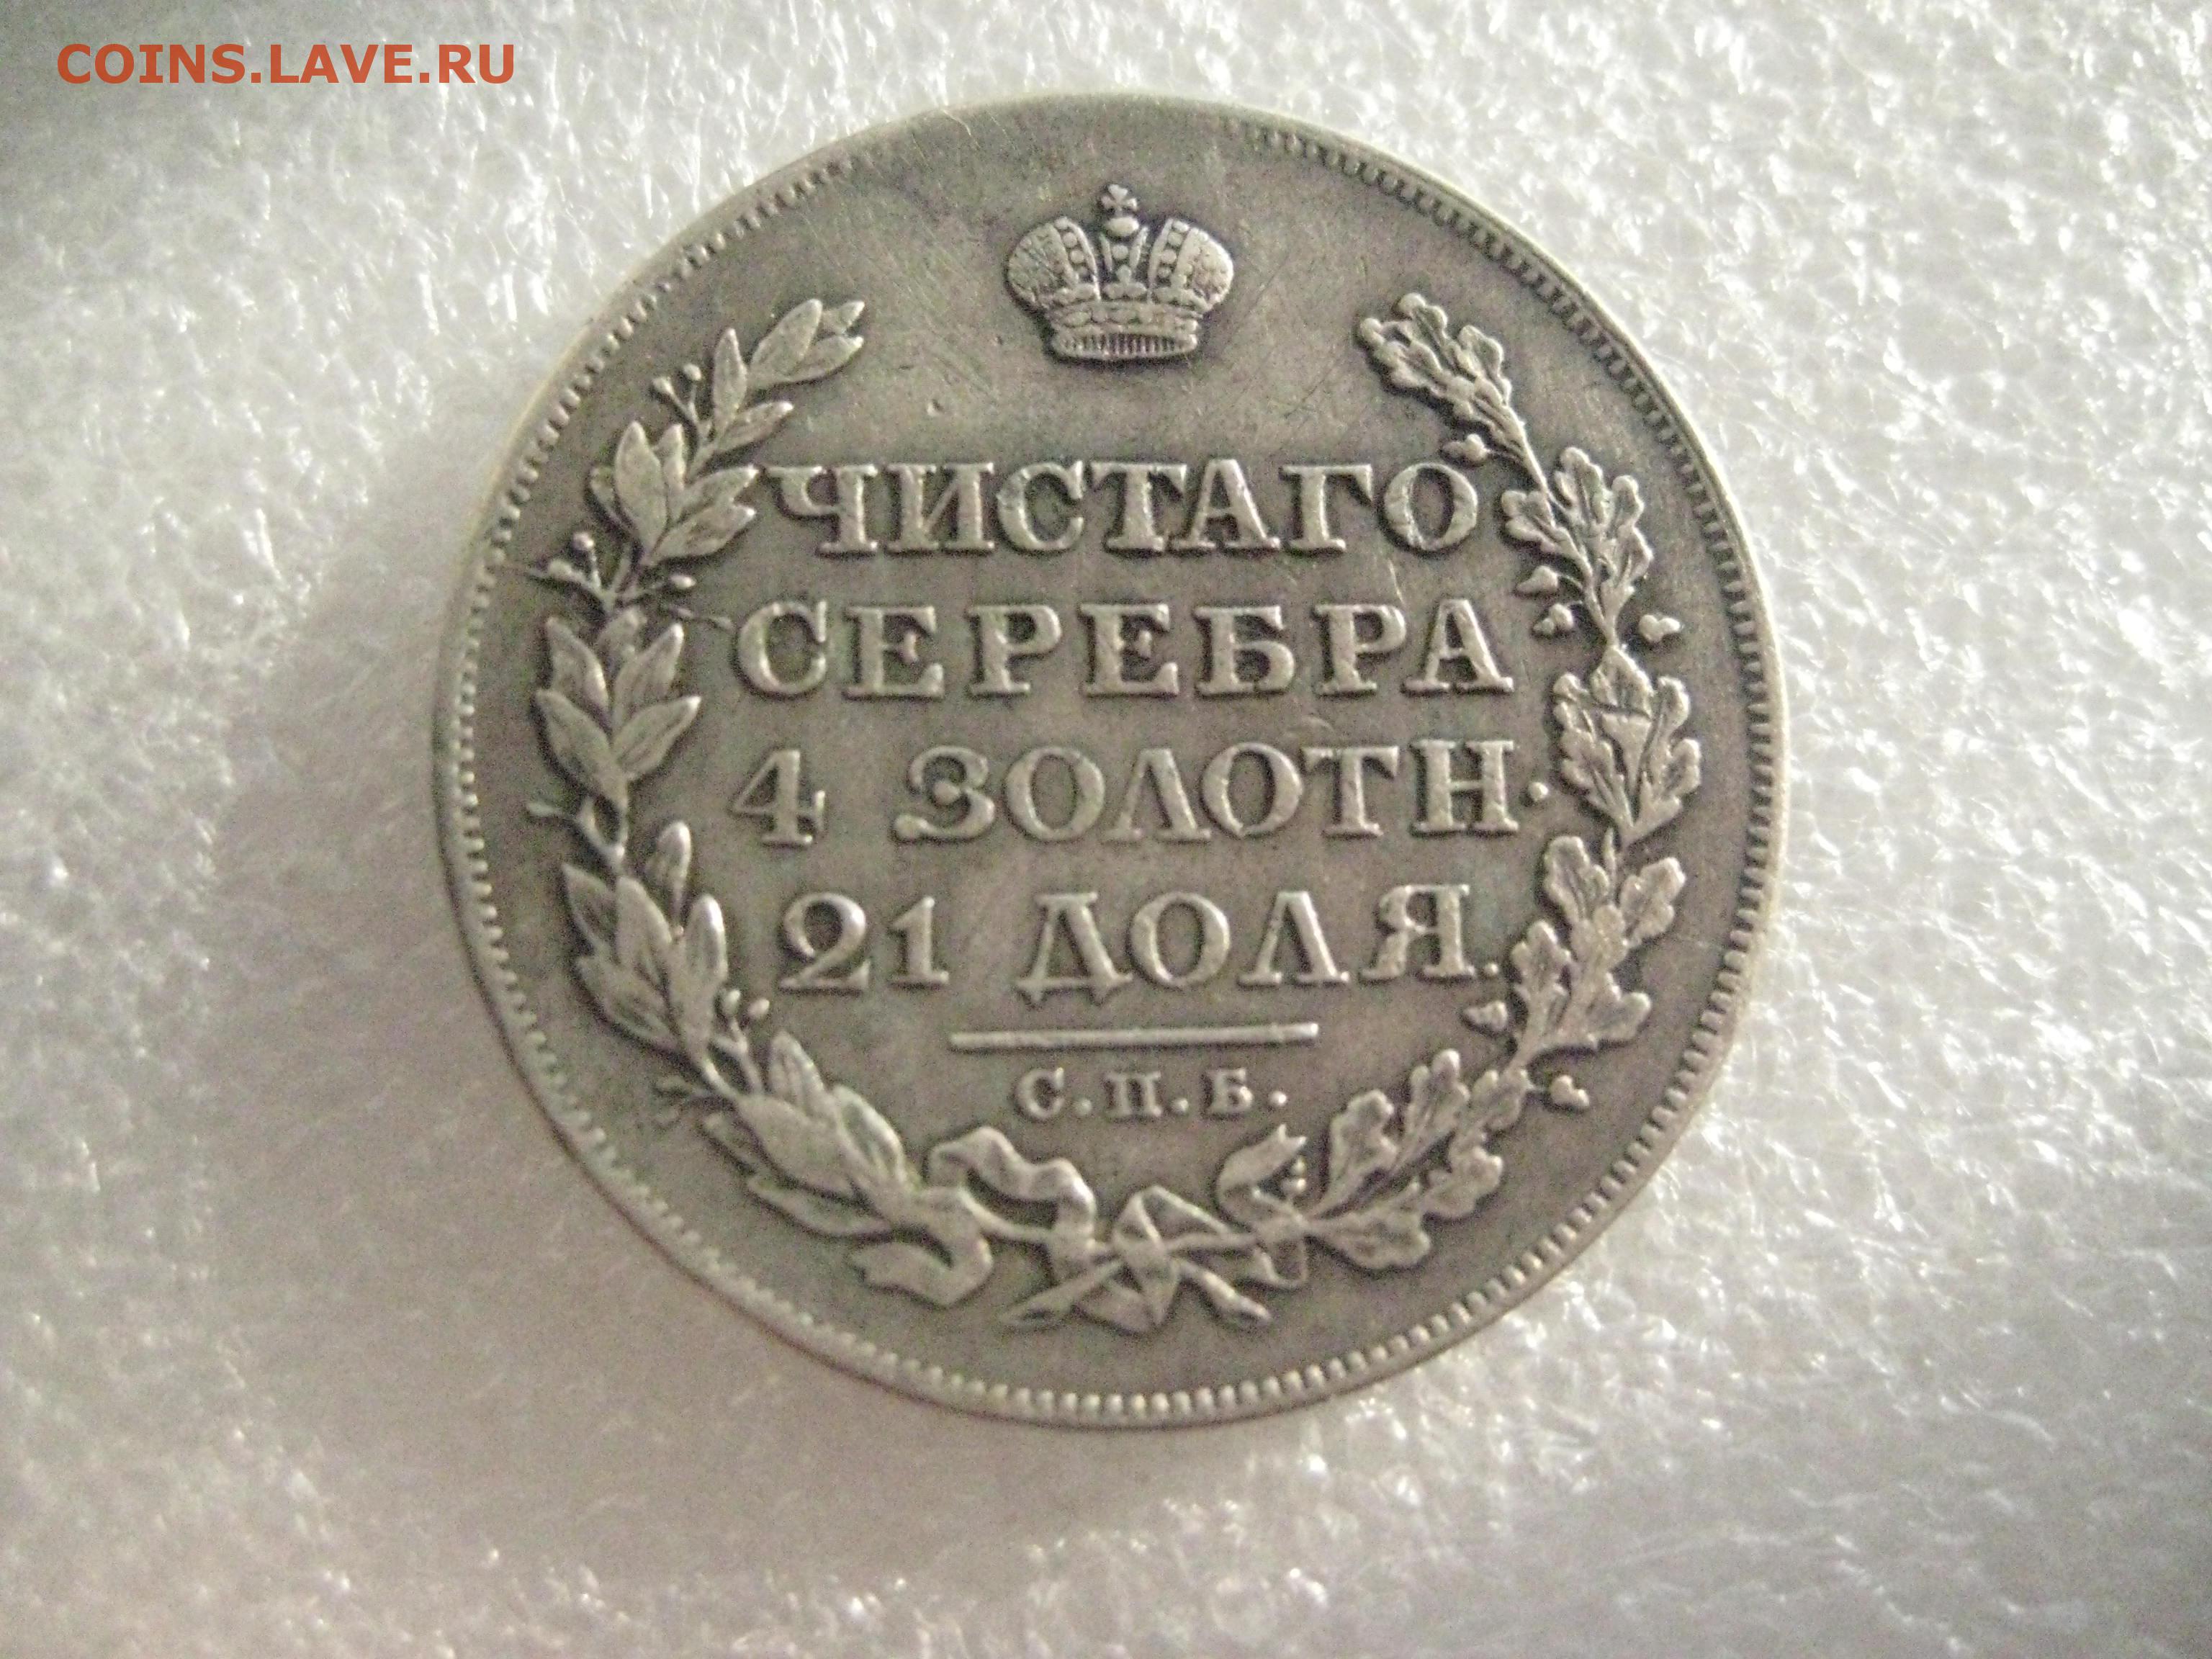 COINS.LAVE.RU
ЧИСТАГО
СЕРЕБРА
4 ЗОЛОТН.
21 ДОЛЯ.
С.П.Б.